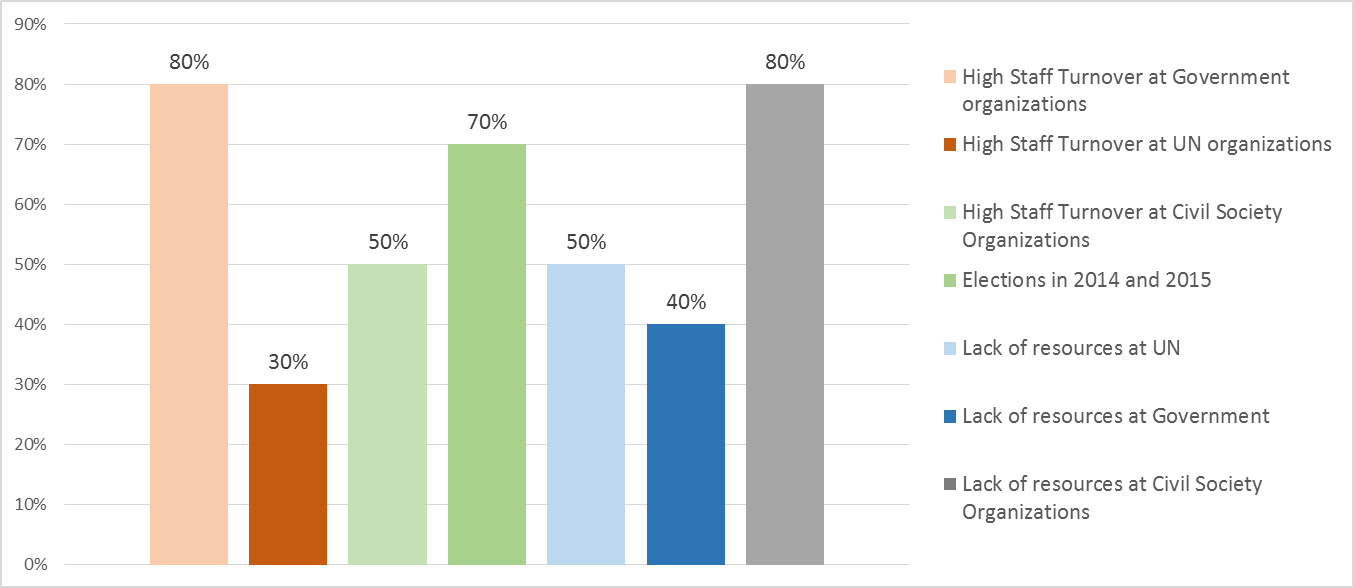 90%
80%
70%
60%
50%
40%
30%
20%
10%
0%
80%
30%
50%
70%
50%
40%
80%
High Staff Turnover at Government
organizations
High Staff Turnover at UN organizations
High Staff Turnover at Civil Society
Organizations
Elections in 2014 and 2015
Lack of resources at UN
Lack of resources at Government
Lack of resources at Civil Society
Organizations